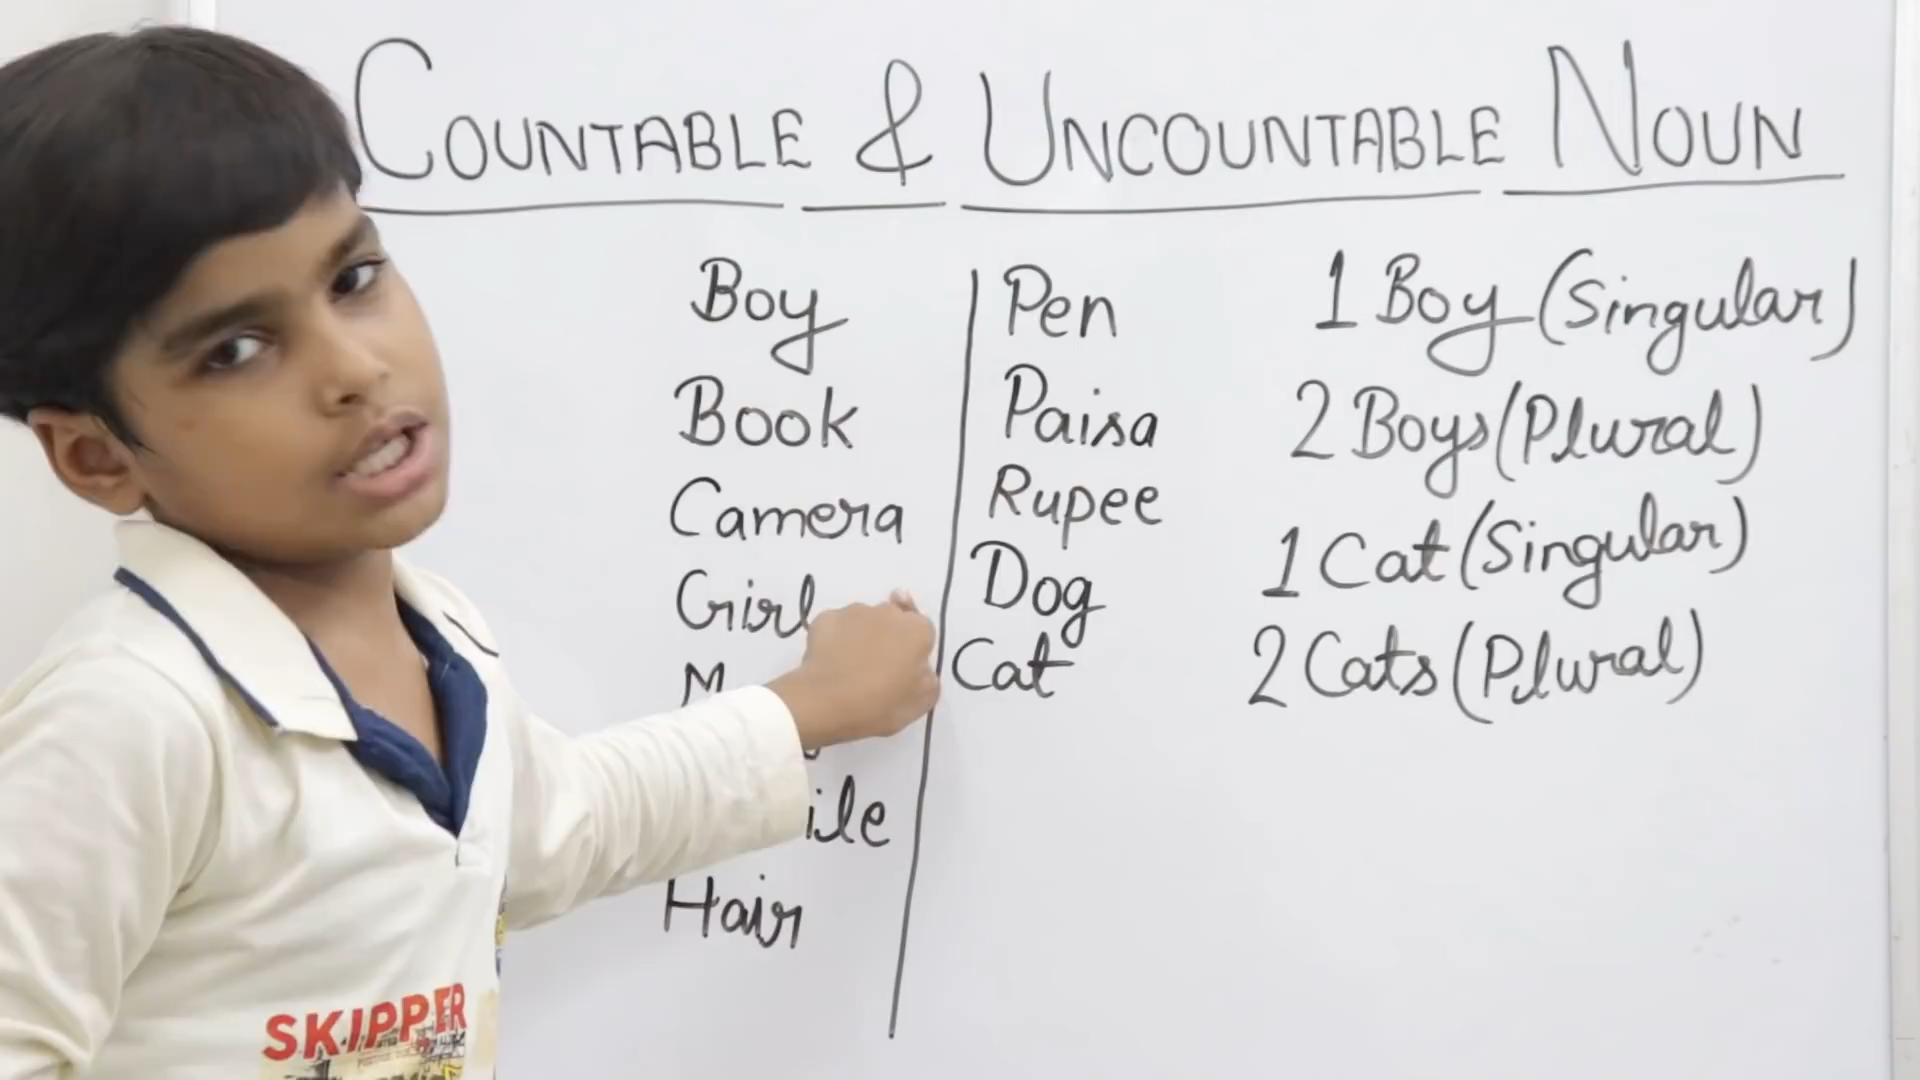 COUNTABLE & UNCOUNTABLE NOUN
Boy
Book
Camera
Girl
Hair
Pen
Paisa
Rupee
Dog
Cat
1 Boy (Singular)
2 Boys (Plural)
1 Cat (Singular)
2 Cats (Plural)
SKIPPER